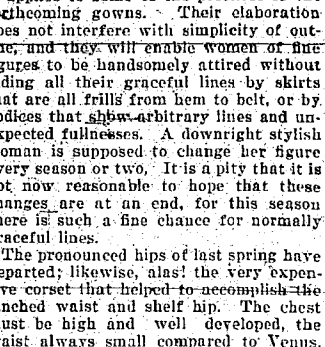 orthcoming gowns. Their elaboration
oes not interfere with simplicity of out-
ne, and they will enable women of fine
gures to be handsomely attired without
ding all their graceful lines by skirts
at are all frills from hem to belt, or by
odices that show arbitrary lines and un-
xpected fullnesses. A downright stylish
oman is supposed to change her figure
very season or two. It is a pity that it is
ot now reasonable to hope that these
hanges are at an end, for this season
here is such a fine chance for normally
raceful lines.
The pronounced hips of last spring have
eparted; likewise, alas! the very expen-
ve corset that helped to accomplish the
nched waist and shelf hip. The chest
ust be high and well developed, the
aist always small compared to Venus.